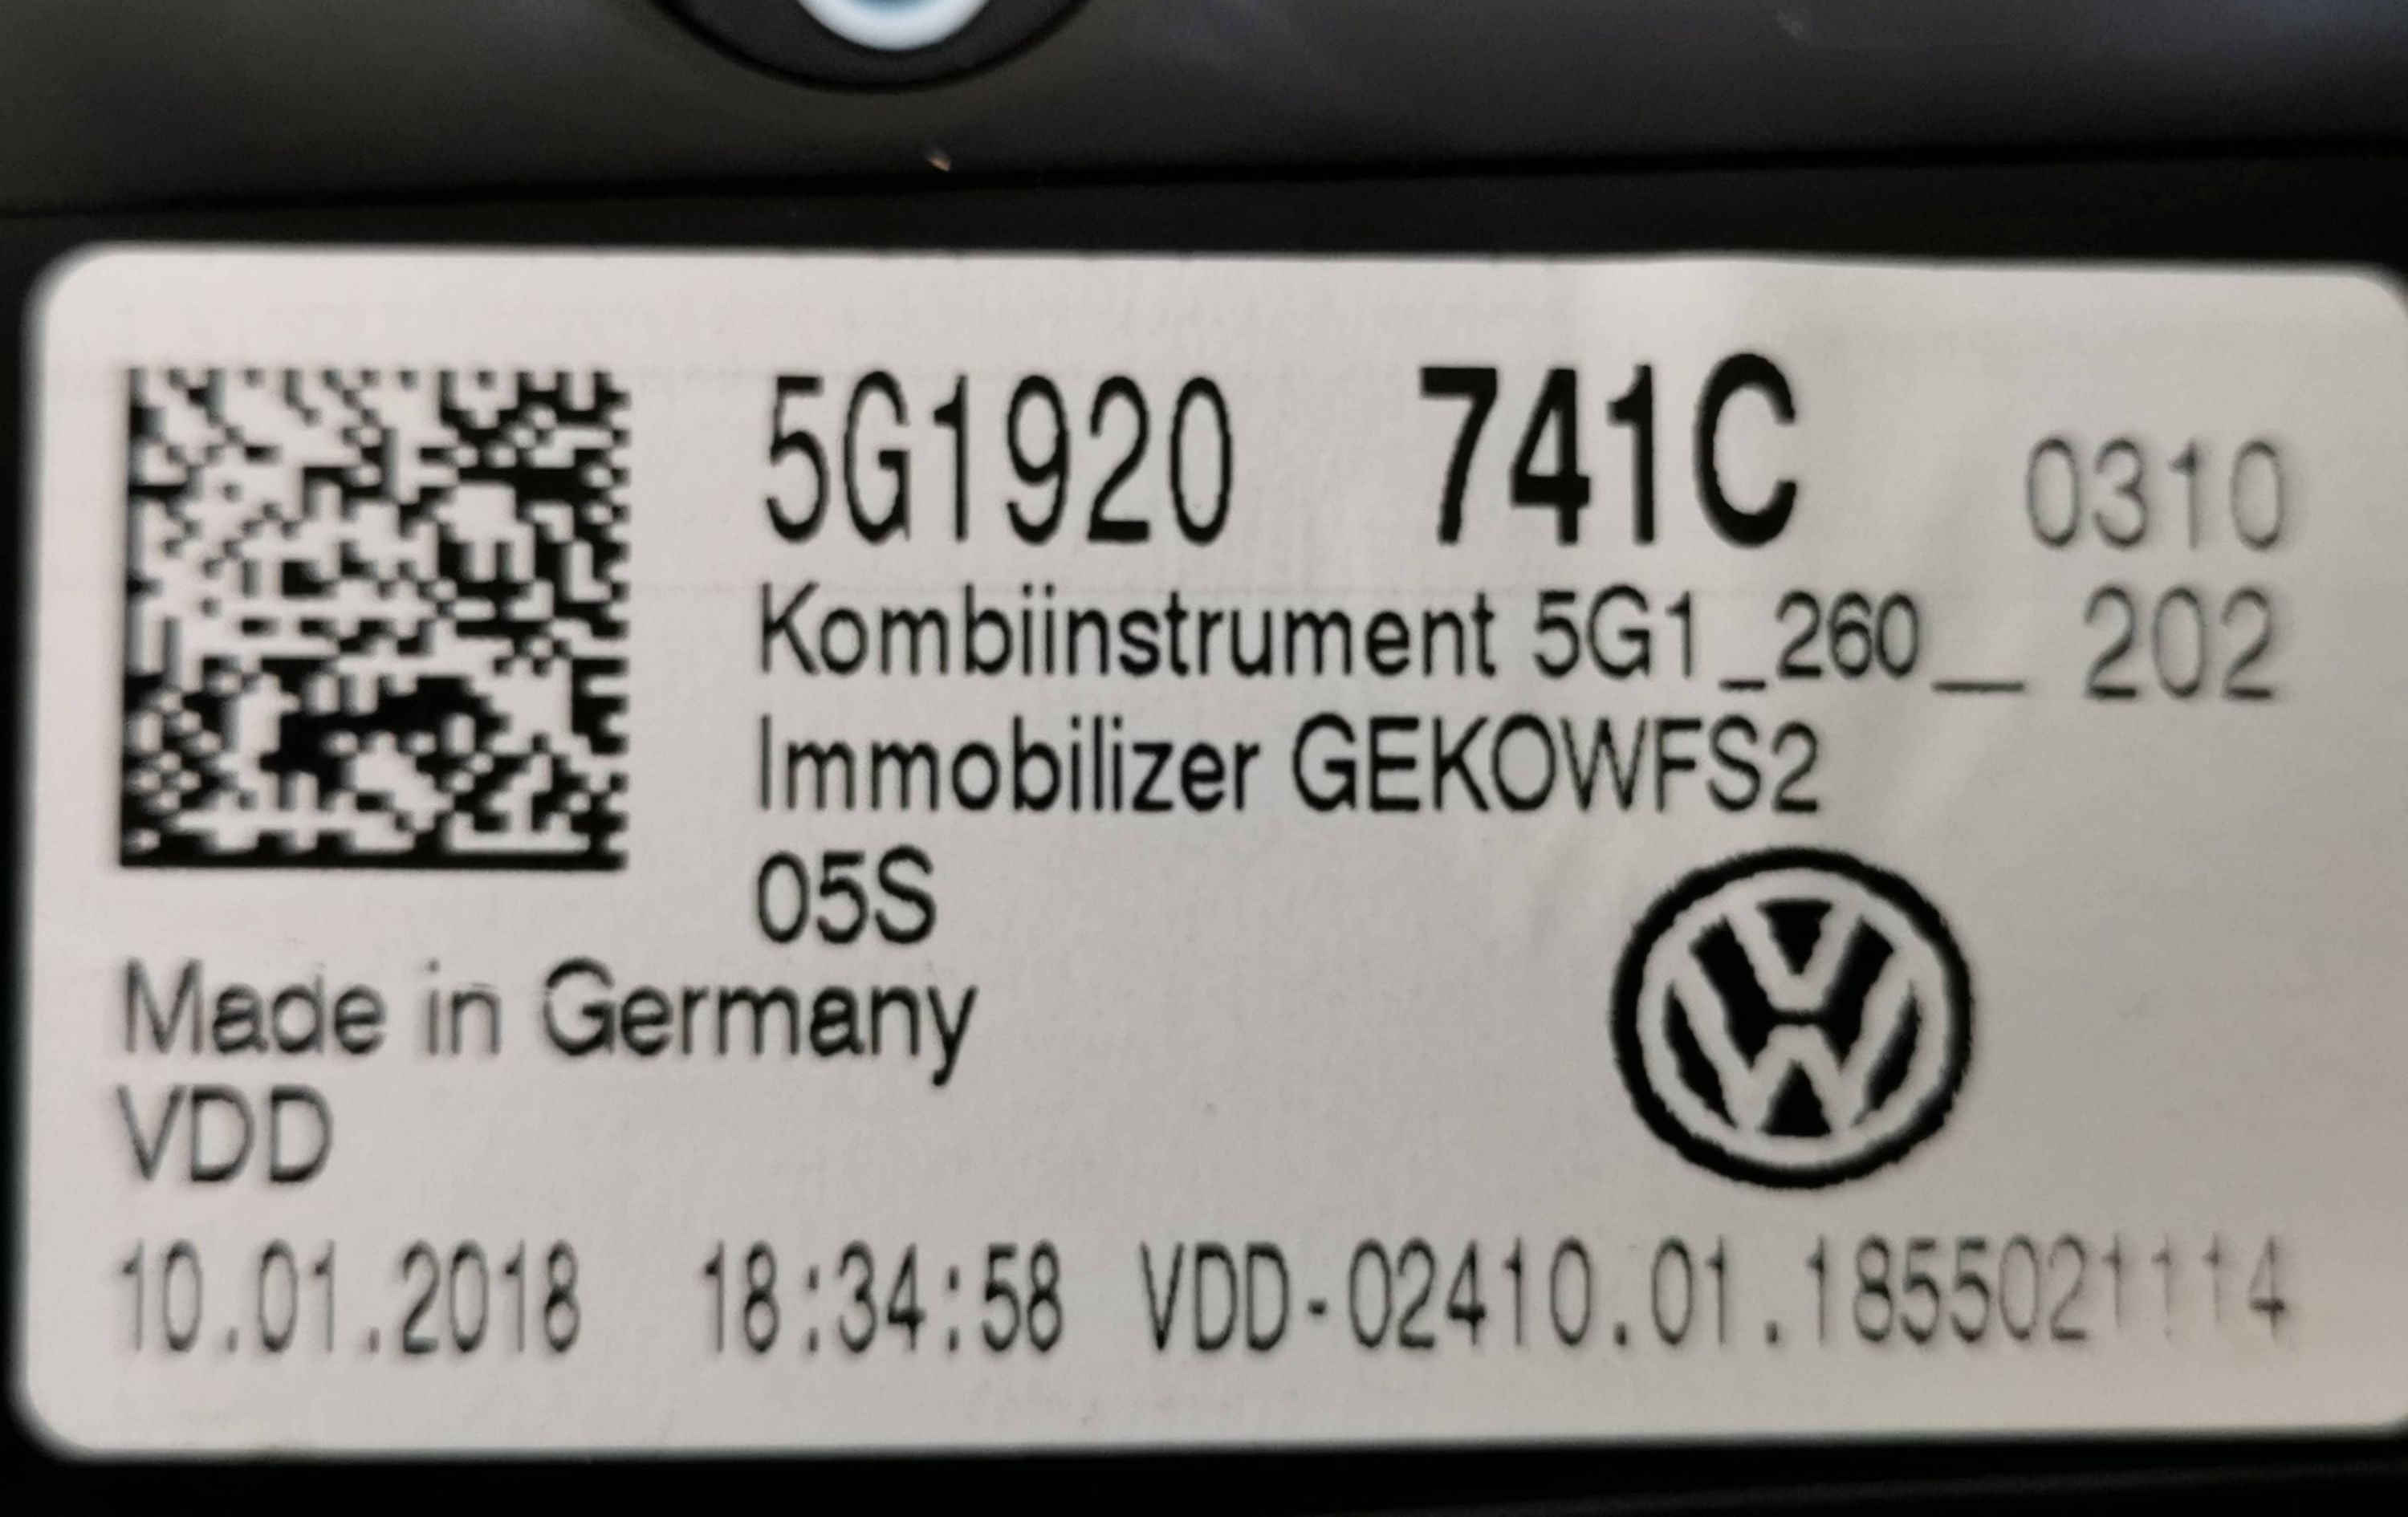 5G1920 741C 0310
Kombiinstrument 5G1_260__ 202
Immobilizer GEKOWFS2
05S
Made in Germany
VDD
10.01.2018 18:34:58 VDD-02410.01.1855021114